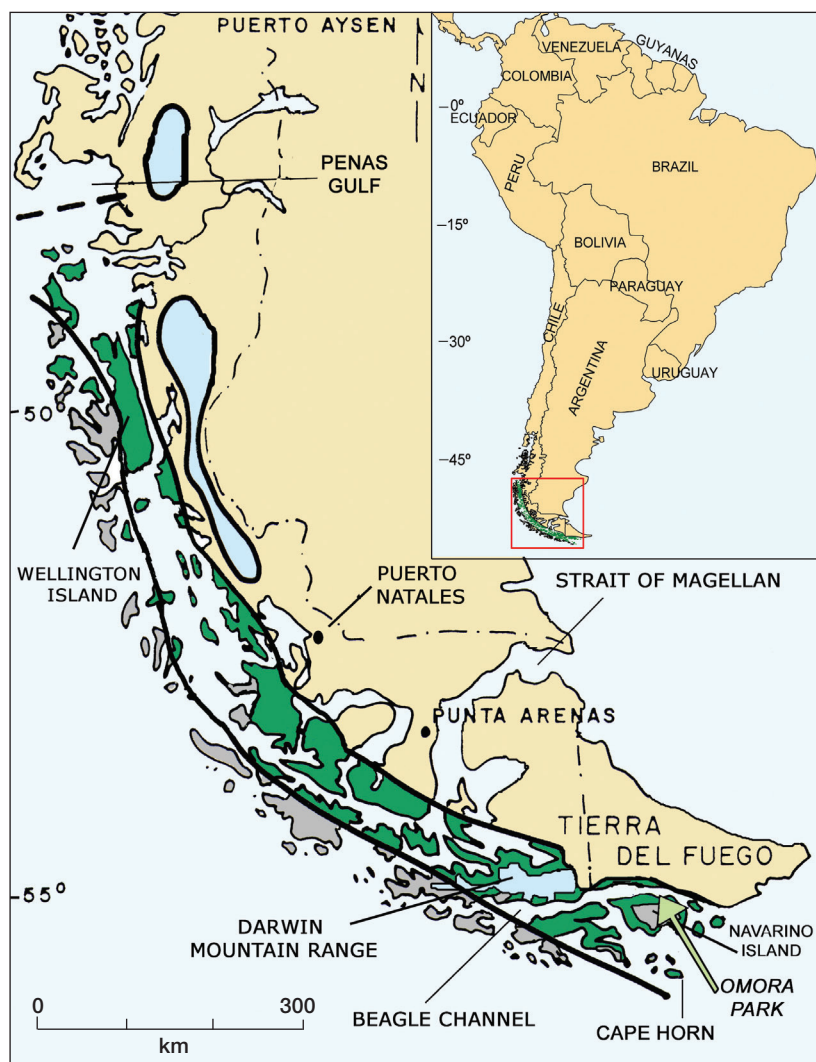 PUERTO AYSEN
N
PENAS
GULF
50°
WELLINGTON
ISLAND
PUERTO
NATALES
STRAIT OF MAGELLAN
PUNTA ARENAS
TIERRA
DEL FUEGO
55°
DARWIN
MOUNTAIN RANGE
NAVARINO
ISLAND
OMORA
PARK
BEAGLE CHANNEL
CAPE HORN
0
300
km
VENEZUELA
GUYANAS
COLOMBIA
–0°
ECUADOR
PERU
BRAZIL
–15°
BOLIVIA
PARAGUAY
CHILE
–30°
ARGENTINA
URUGUAY
–45°